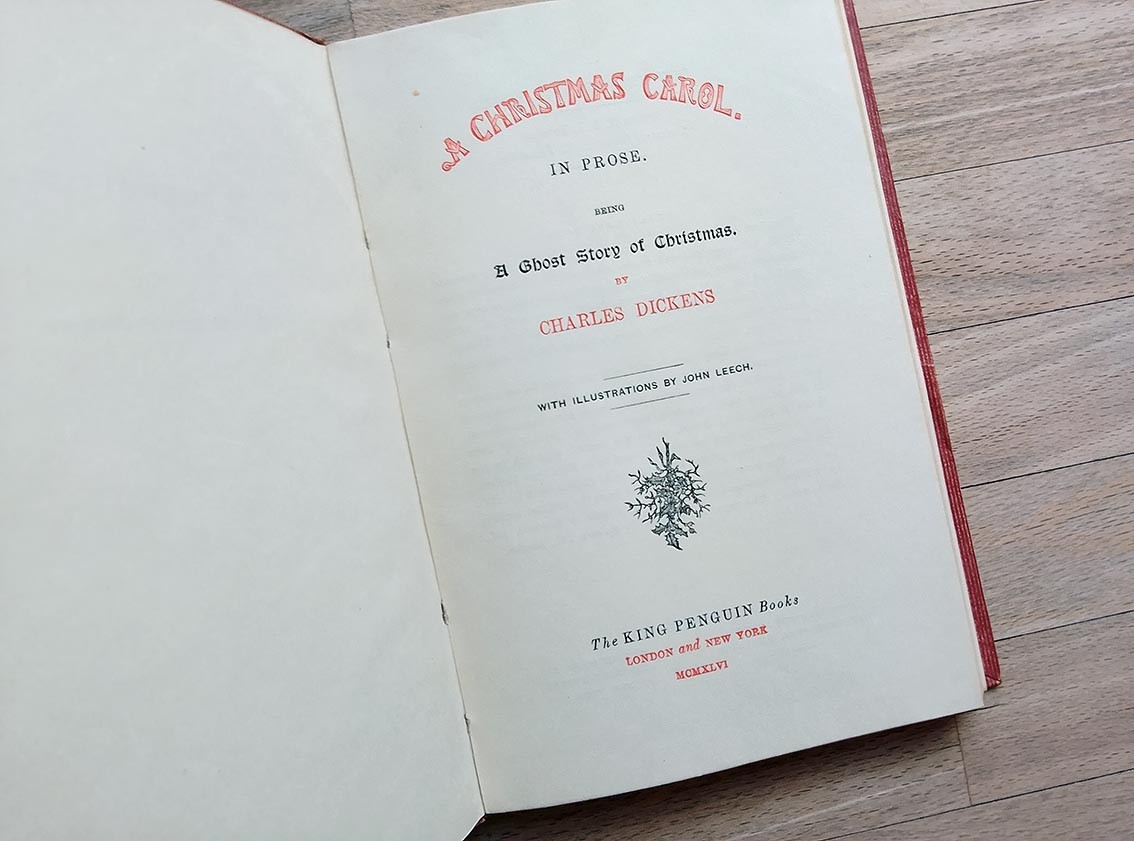 A CHRISTMAS CAROL.
IN PROSE.
BEING
A Ghost Story of Christmas.
BY
CHARLES DICKENS
WITH ILLUSTRATIONS BY JOHN LEECH.
The KING PENGUIN Books
LONDON and NEW YORK
MCMXLVI